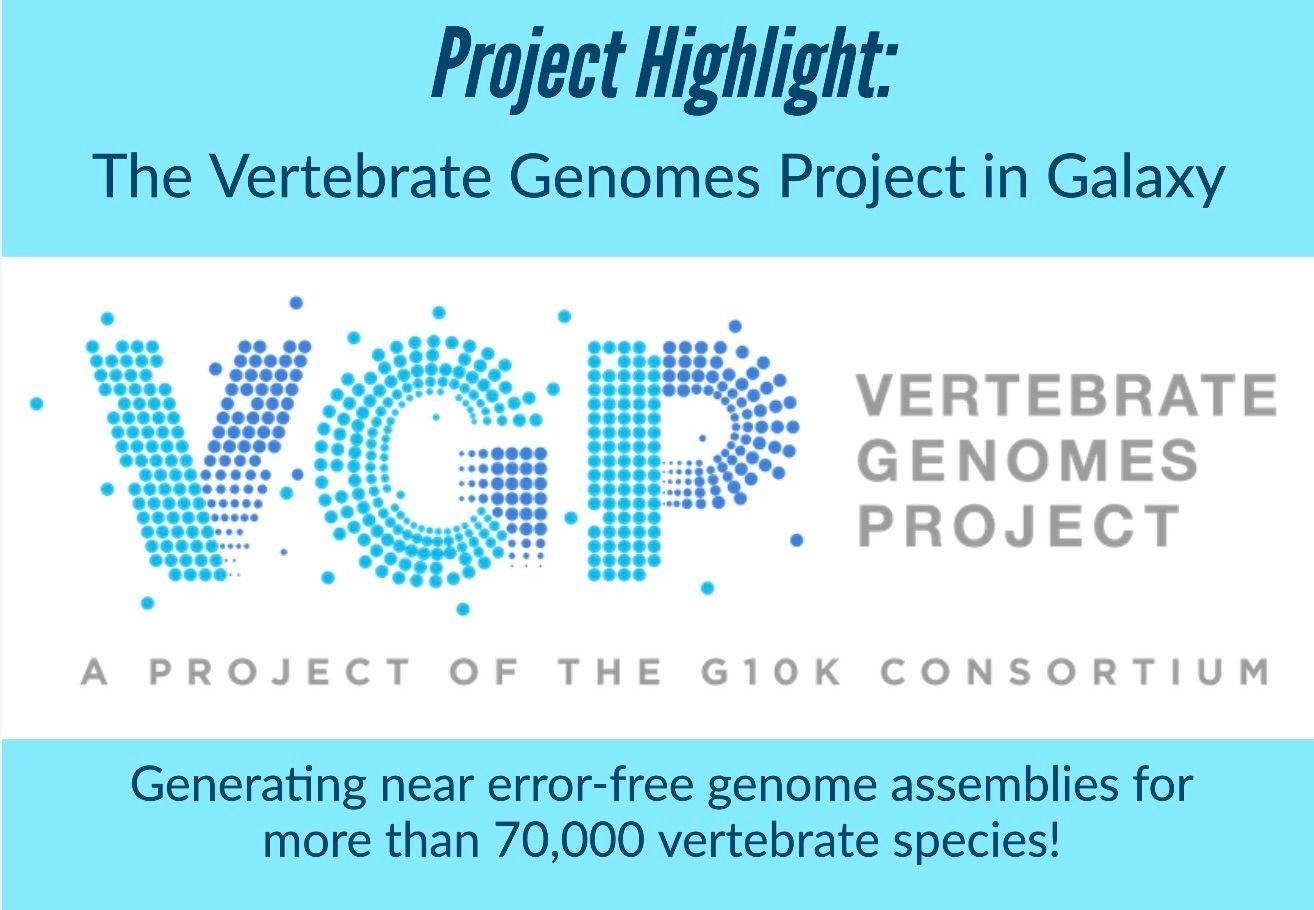 Project Highlight:
The Vertebrate Genomes Project in Galaxy
VGP
VERTEBRATE
GENOMES
PROJECT
A PROJECT OF THE G10K CONSORTIUM
Generating near error-free genome assemblies for
more than 70,000 vertebrate species!